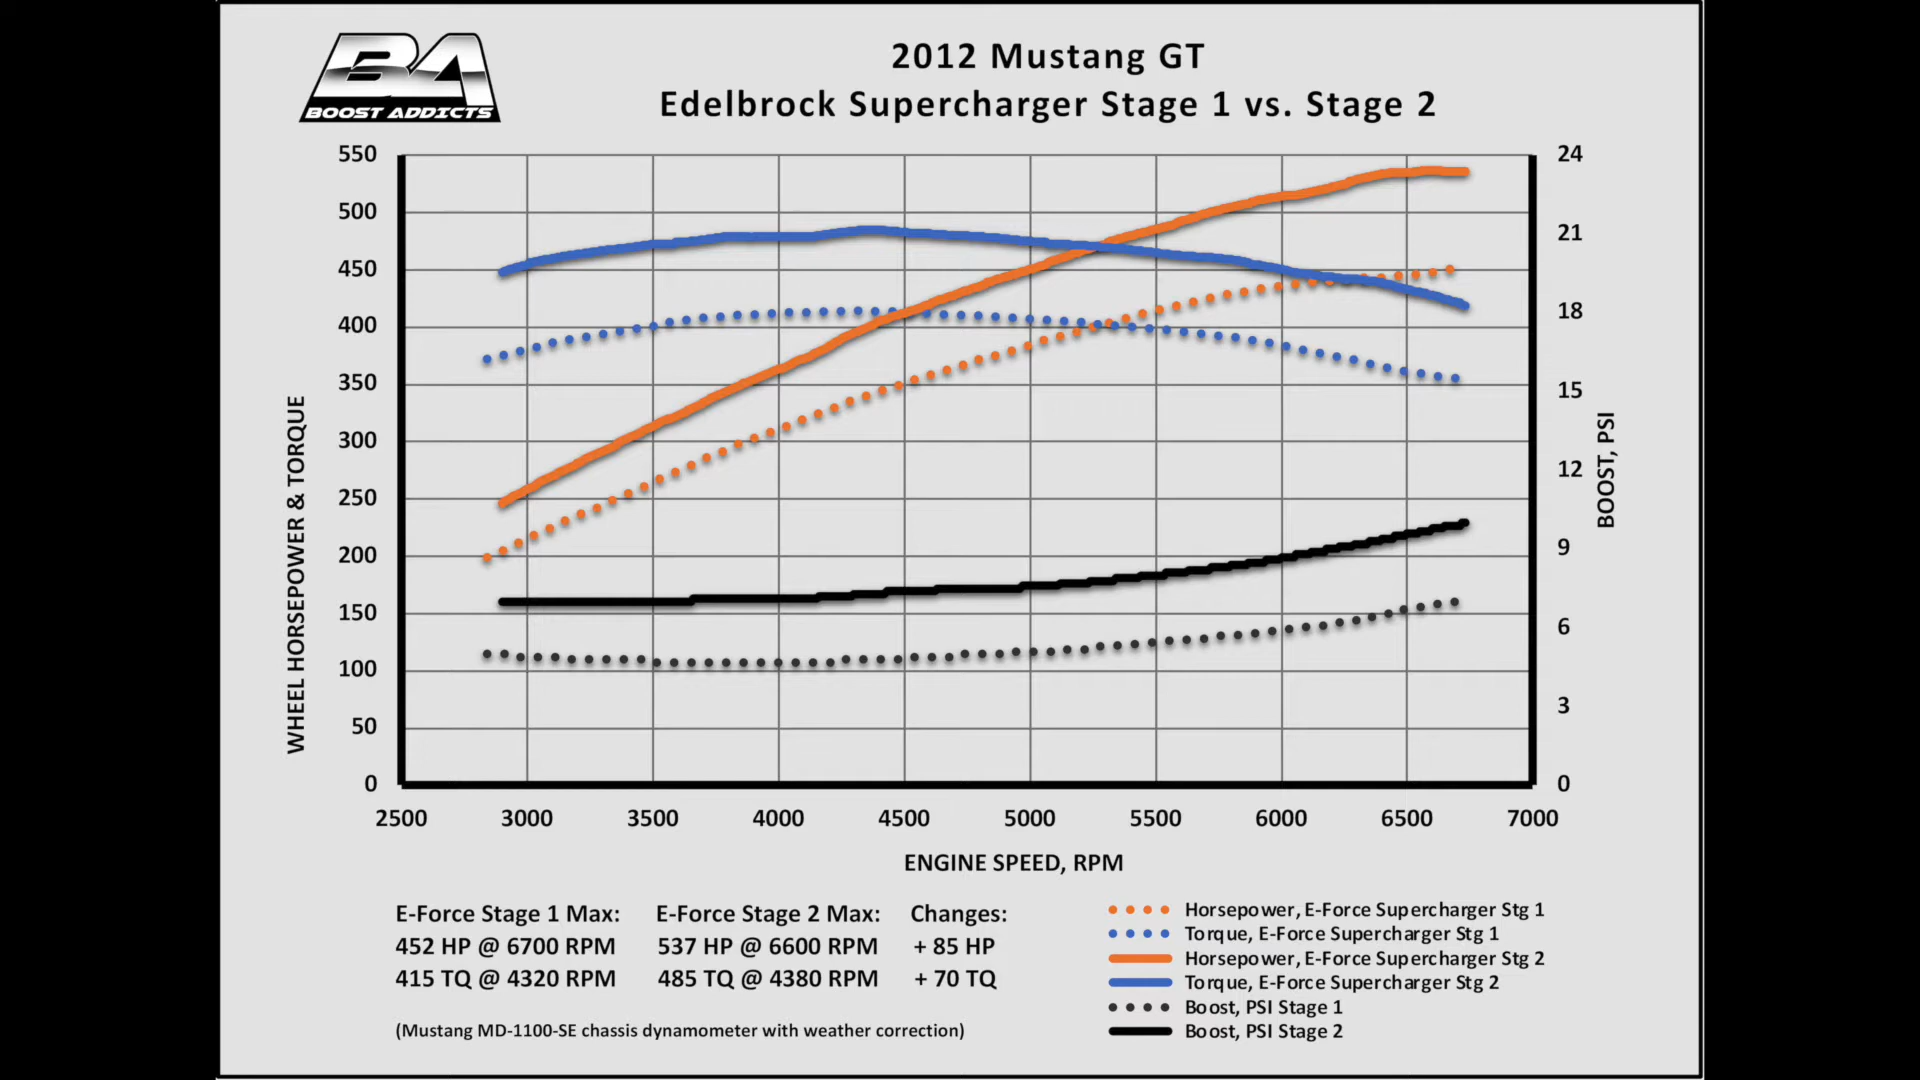 BA
BOOST ADDICTS
2012 Mustang GT
Edelbrock Supercharger Stage 1 vs. Stage 2
550
500
450
400
350
300
250
200
150
100
50
0
WHEEL HORSEPOWER & TORQUE
24
21
18
15
12
9
6
3
0
BOOST, PSI
2500 3000 3500 4000 4500 5000 5500 6000 6500 7000
ENGINE SPEED, RPM
E-Force Stage 1 Max: E-Force Stage 2 Max: Changes:
452 HP @ 6700 RPM 537 HP @ 6600 RPM + 85 HP
415 TQ @ 4320 RPM 485 TQ @ 4380 RPM + 70 TQ
(Mustang MD-1100-SE chassis dynamometer with weather correction)
Horsepower, E-Force Supercharger Stg 1
Torque, E-Force Supercharger Stg 1
Horsepower, E-Force Supercharger Stg 2
Torque, E-Force Supercharger Stg 2
Boost, PSI Stage 1
Boost, PSI Stage 2